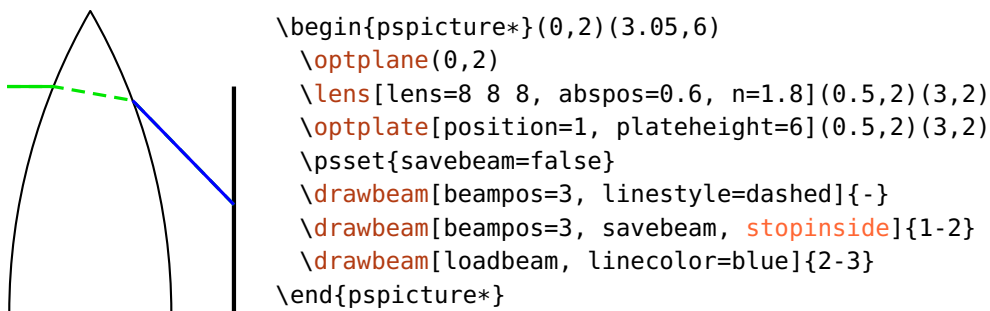 \begin{pspicture*}(0,2)(3.05,6)
  \optplane(0,2)
  \lens[lens=8 8 8, abspos=0.6, n=1.8](0.5,2)(3,2)
  \optplate[position=1, plateheight=6](0.5,2)(3,2)
  \psset{savebeam=false}
  \drawbeam[beampos=3, linestyle=dashed]{-}
  \drawbeam[beampos=3, savebeam, stopinside]{1-2}
  \drawbeam[loadbeam, linecolor=blue]{2-3}
\end{pspicture*}